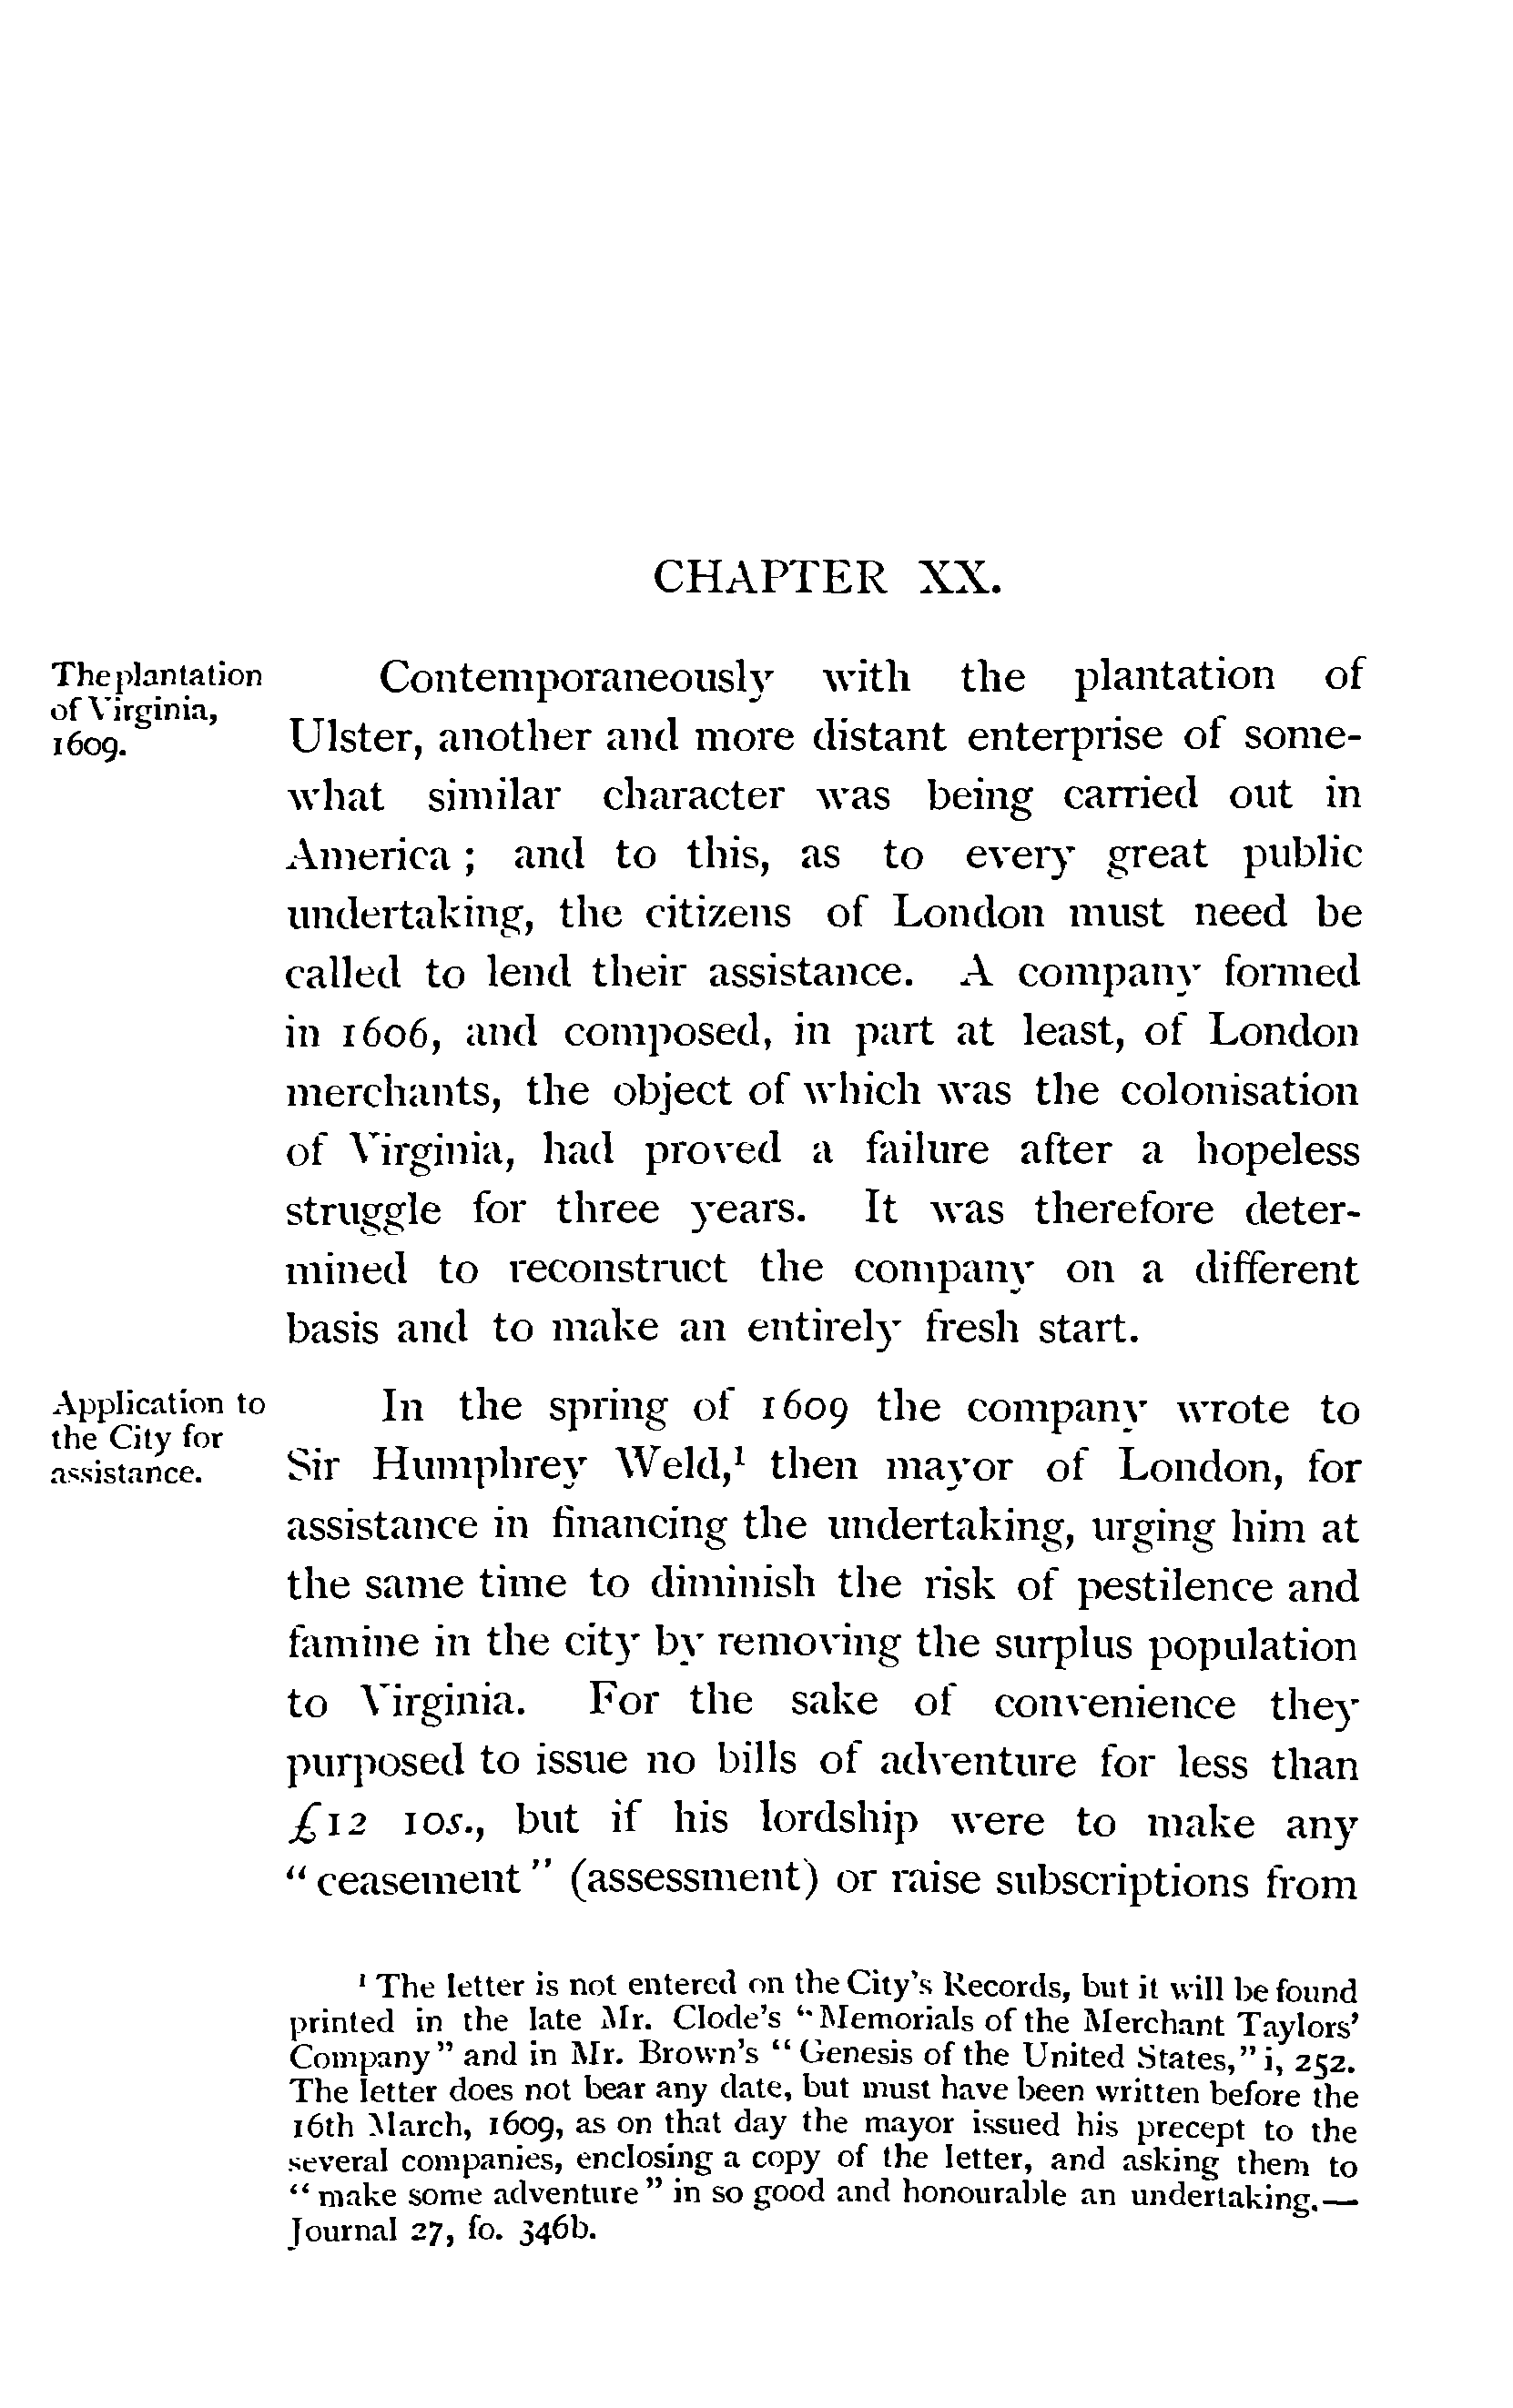 CHAPTER XX.
The plantation
of Virginia,
1609.
Contemporaneously with the plantation of
Ulster, another and more distant enterprise of some-
what similar character was being carried out in
America ; and to this, as to every great public
undertaking, the citizens of London must need be
called to lend their assistance. A company formed
in 1606, and composed, in part at least, of London
merchants, the object of which was the colonisation
of Virginia, had proved a failure after a hopeless
struggle for three years. It was therefore deter-
mined to reconstruct the company on a different
basis and to make an entirely fresh start.
Application to
the City for
assistance.
In the spring of 1609 the company wrote to
Sir Humphrey Weld,¹ then mayor of London, for
assistance in financing the undertaking, urging him at
the same time to diminish the risk of pestilence and
famine in the city by removing the surplus population
to Virginia. For the sake of convenience they
purposed to issue no bills of adventure for less than
£12 10s., but if his lordship were to make any
“ ceasement ” (assessment) or raise subscriptions from
¹ The letter is not entered on the City’s Records, but it will be found
printed in the late Mr. Clode’s “ Memorials of the Merchant Taylors’
Company ” and in Mr. Brown’s “ Genesis of the United States,” i, 252.
The letter does not bear any date, but must have been written before the
16th March, 1609, as on that day the mayor issued his precept to the
several companies, enclosing a copy of the letter, and asking them to
“ make some adventure ” in so good and honourable an undertaking.—
Journal 27, fo. 346b.